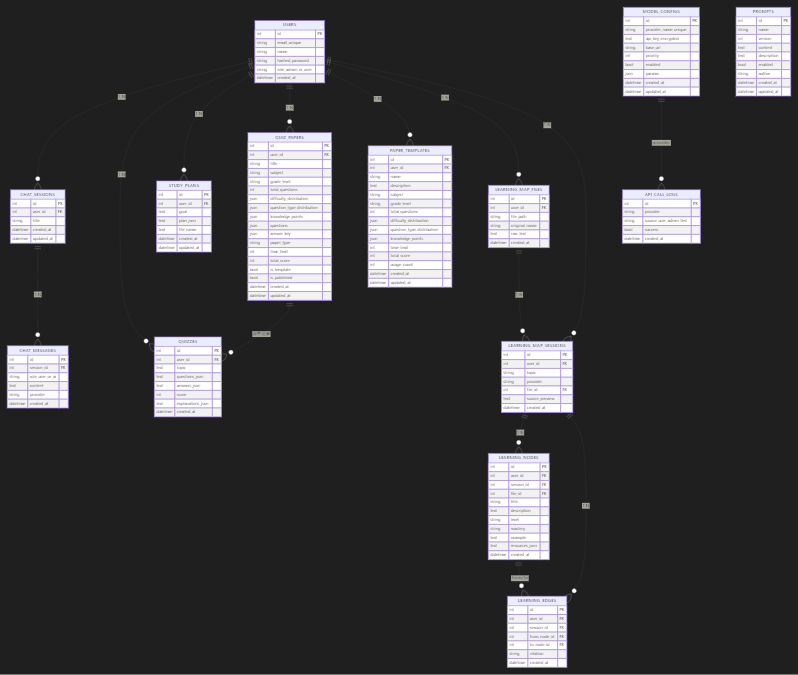 USERS
int id PK
string email_unique
string name
string hashed_password
string role_admin_or_user
datetime created_at
MODEL_CONFIGS
int id PK
string provider_name_unique
text api_key_encrypted
string base_url
int priority
bool enabled
json params
datetime created_at
datetime updated_at
PROMPTS
int id PK
string name
int version
text content
text description
bool enabled
string author
datetime created_at
datetime updated_at
CHAT_SESSIONS
int id PK
int user_id FK
string title
datetime created_at
datetime updated_at
STUDY_PLANS
int id PK
int user_id FK
text goal
text plan_json
text file_name
datetime created_at
datetime updated_at
QUIZ_PAPERS
int id PK
int user_id FK
string title
string subject
string grade_level
int total_questions
json difficulty_distribution
json question_type_distribution
json knowledge_points
json questions
json answer_key
string paper_type
int time_limit
int total_score
bool is_template
bool is_published
datetime created_at
datetime updated_at
PAPER_TEMPLATES
int id PK
int user_id FK
string name
text description
string subject
string grade_level
int total_questions
json difficulty_distribution
json question_type_distribution
json knowledge_points
int time_limit
int total_score
int usage_count
datetime created_at
datetime updated_at
LEARNING_MAP_FILES
int id PK
int user_id FK
string file_path
string original_name
text raw_text
datetime created_at
provider
API_CALL_LOGS
int id PK
string provider
string source_user_admin_test
bool success
datetime created_at
CHAT_MESSAGES
int id PK
int session_id FK
string role_user_or_ai
text content
string provider
datetime created_at
QUIZZES
int id PK
int user_id FK
text topic
text questions_json
text answers_json
int score
text explanations_json
datetime created_at
LEARNING_MAP_SESSIONS
int id PK
int user_id FK
string topic
string provider
int file_id FK
text source_preview
datetime created_at
LEARNING_NODES
int id PK
int user_id FK
int session_id FK
int file_id FK
string title
text description
string level
string mastery
text example
text resources_json
datetime created_at
LEARNING_EDGES
int id PK
int user_id FK
int session_id FK
int from_node_id FK
int to_node_id FK
string relation
datetime created_at